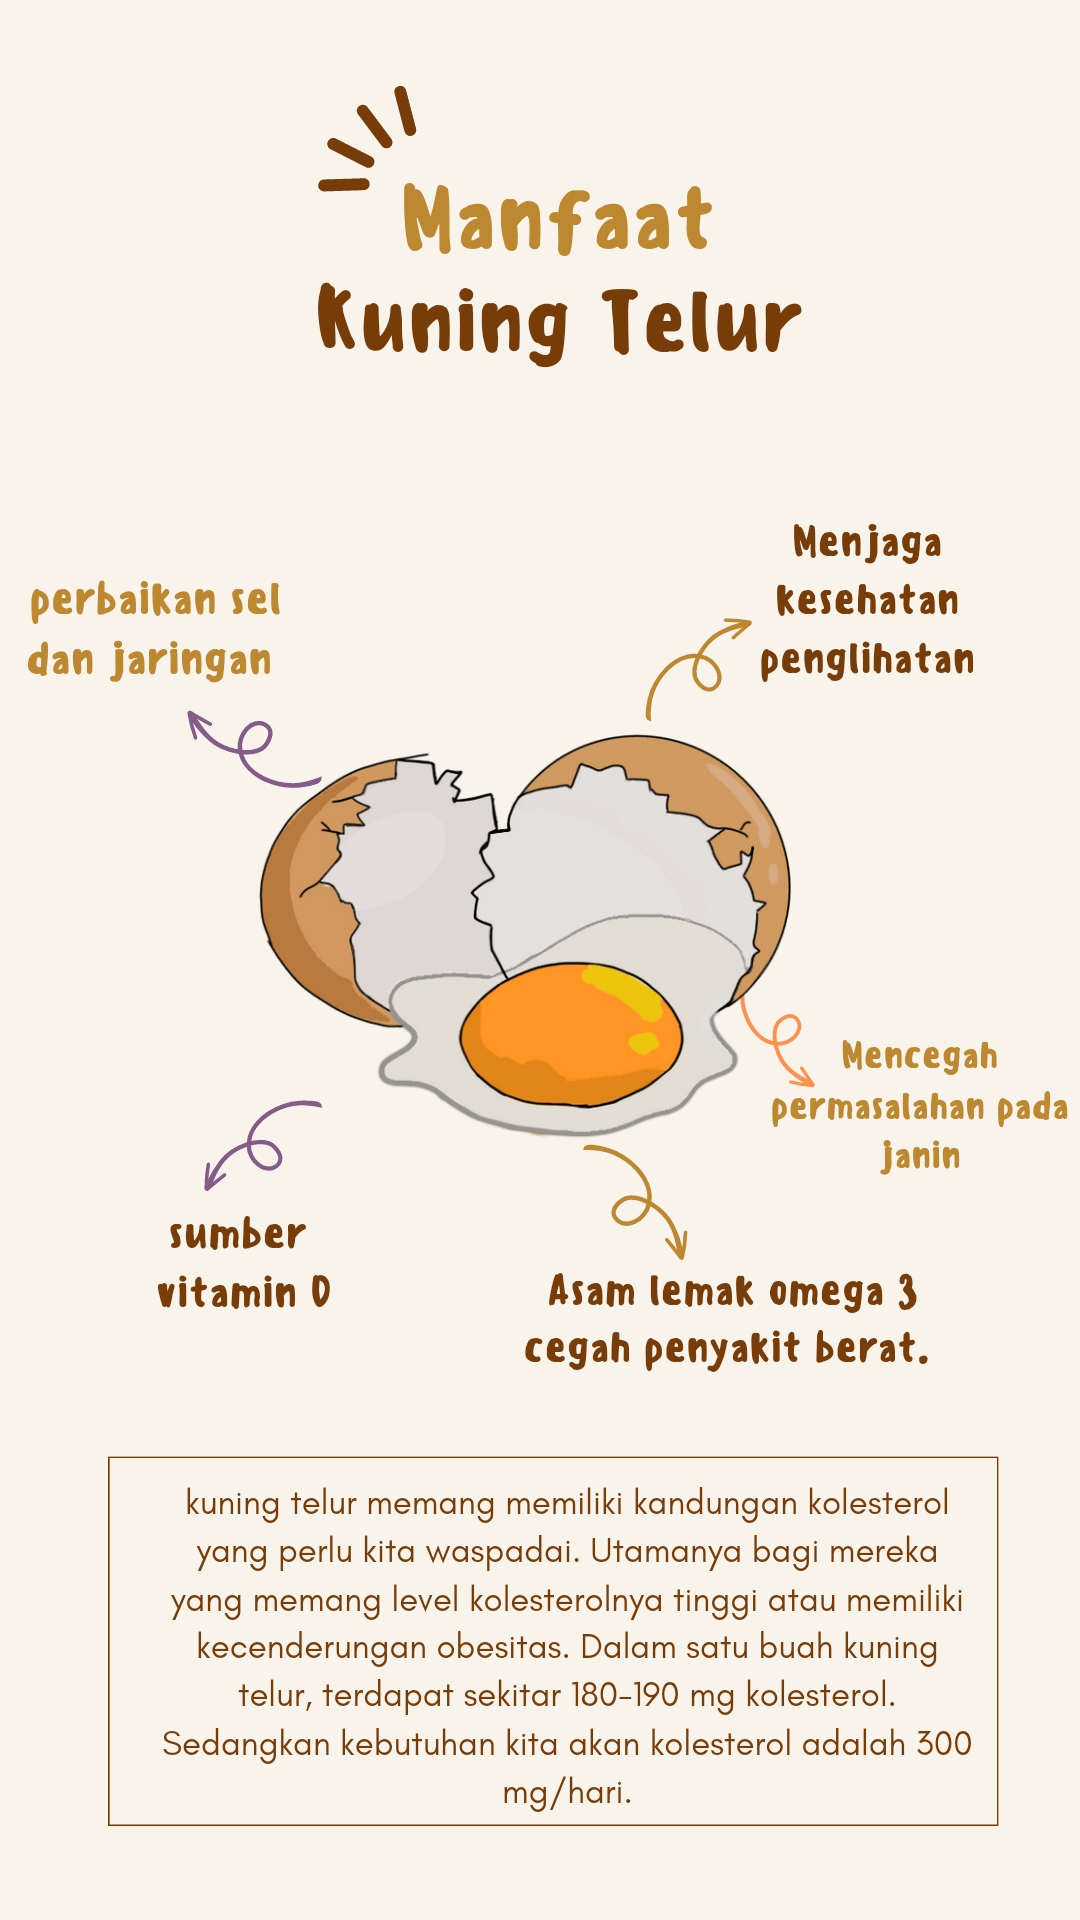 Manfaat
Kuning Telur
perbaikan sel
dan jaringan
Menjaga
kesehatan
penglihatan
Mencegah
permasalahan pada
janin
sumber
vitamin D
Asam lemak omega 3
cegah penyakit berat.
kuning telur memang memiliki kandungan kolesterol
yang perlu kita waspadai. Utamanya bagi mereka
yang memang level kolesterolnya tinggi atau memiliki
kecenderungan obesitas. Dalam satu buah kuning
telur, terdapat sekitar 180-190 mg kolesterol.
Sedangkan kebutuhan kita akan kolesterol adalah 300
mg/hari.